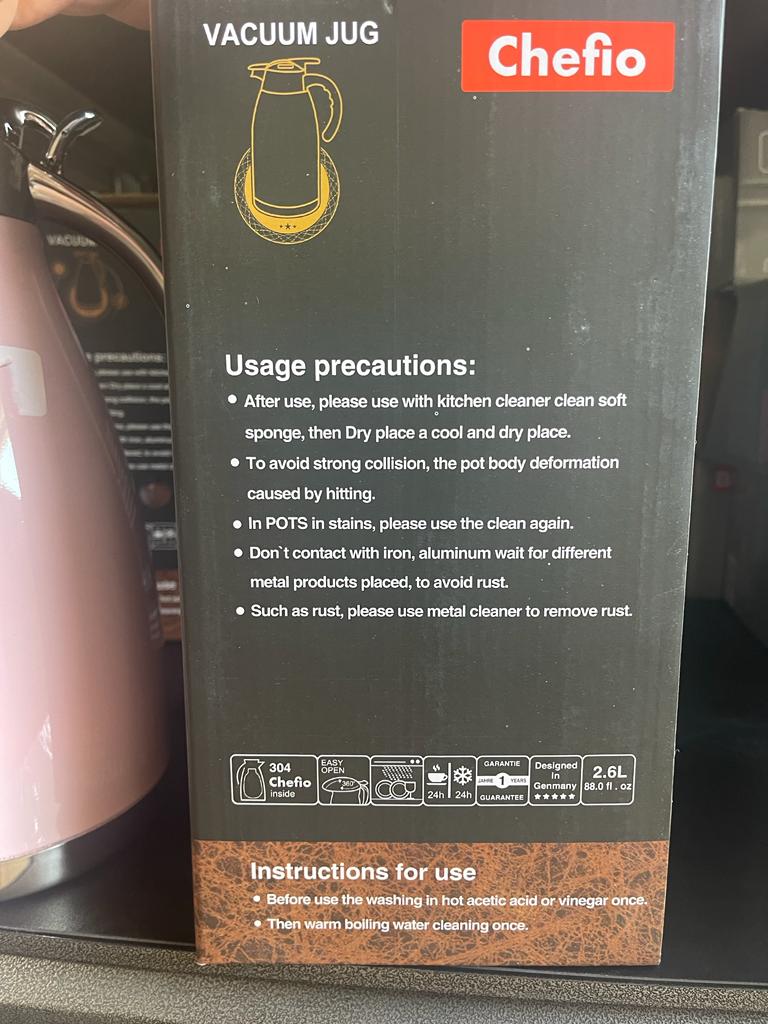 VACUUM JUG
Chefio
Usage precautions:
• After use, please use with kitchen cleaner clean soft
sponge, then Dry place a cool and dry place.
• To avoid strong collision, the pot body deformation
caused by hitting.
• In POTS in stains, please use the clean again.
• Don`t contact with iron, aluminum wait for different
metal products placed, to avoid rust.
• Such as rust, please use metal cleaner to remove rust.
304
Chefio
inside
EASY
OPEN
360°
24h
24h
GARANTIE
JAHRE 1 YEARS
GUARANTEE
Designed
in
Germany
2.6L
88.0 fl . oz
Instructions for use
• Before use the washing in hot acetic acid or vinegar once.
• Then warm boiling water cleaning once.